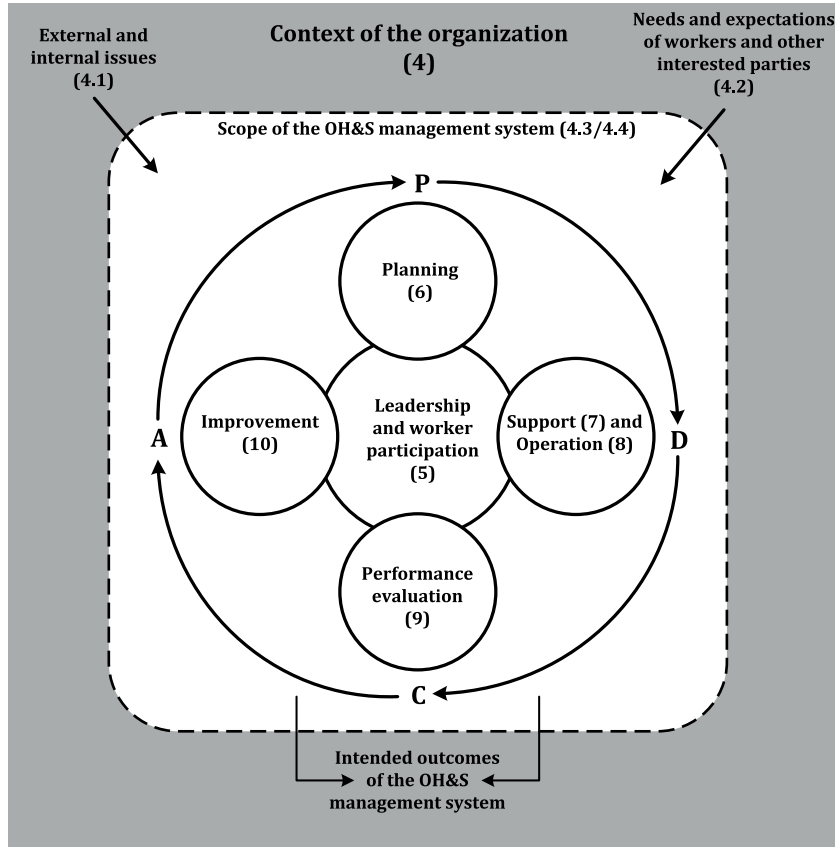 Context of the organization
(4)
External and
internal issues
(4.1)
Needs and expectations
of workers and other
interested parties
(4.2)
Scope of the OH&S management system (4.3/4.4)
P
Planning
(6)
A
Improvement
(10)
Leadership
and worker
participation
(5)
Support (7) and
Operation (8)
D
Performance
evaluation
(9)
C
Intended outcomes
of the OH&S
management system